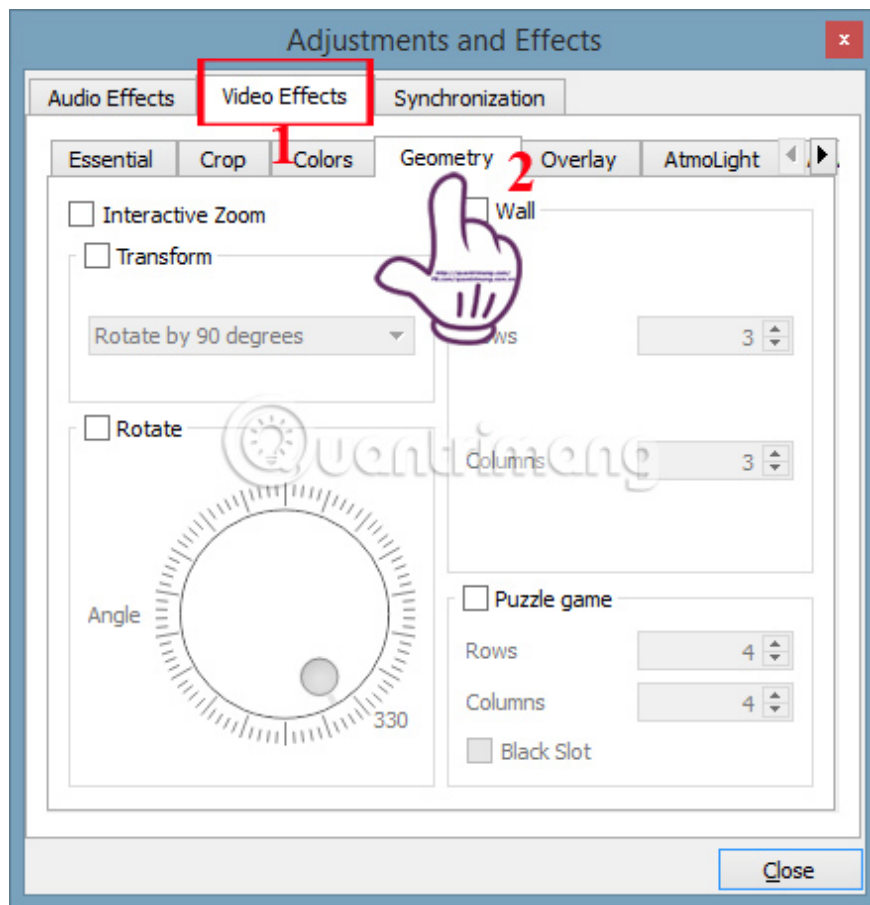 Adjustments and Effects
x
Audio Effects Video Effects Synchronization
1
Essential Crop Colors Geometry Overlay AtmoLight
2
Interactive Zoom
Transform
Rotate by 90 degrees
Wall
3
Columns 3
Rotate
Quantrimang
Angle
330
Puzzle game
Rows 4
Columns 4
Black Slot
Close